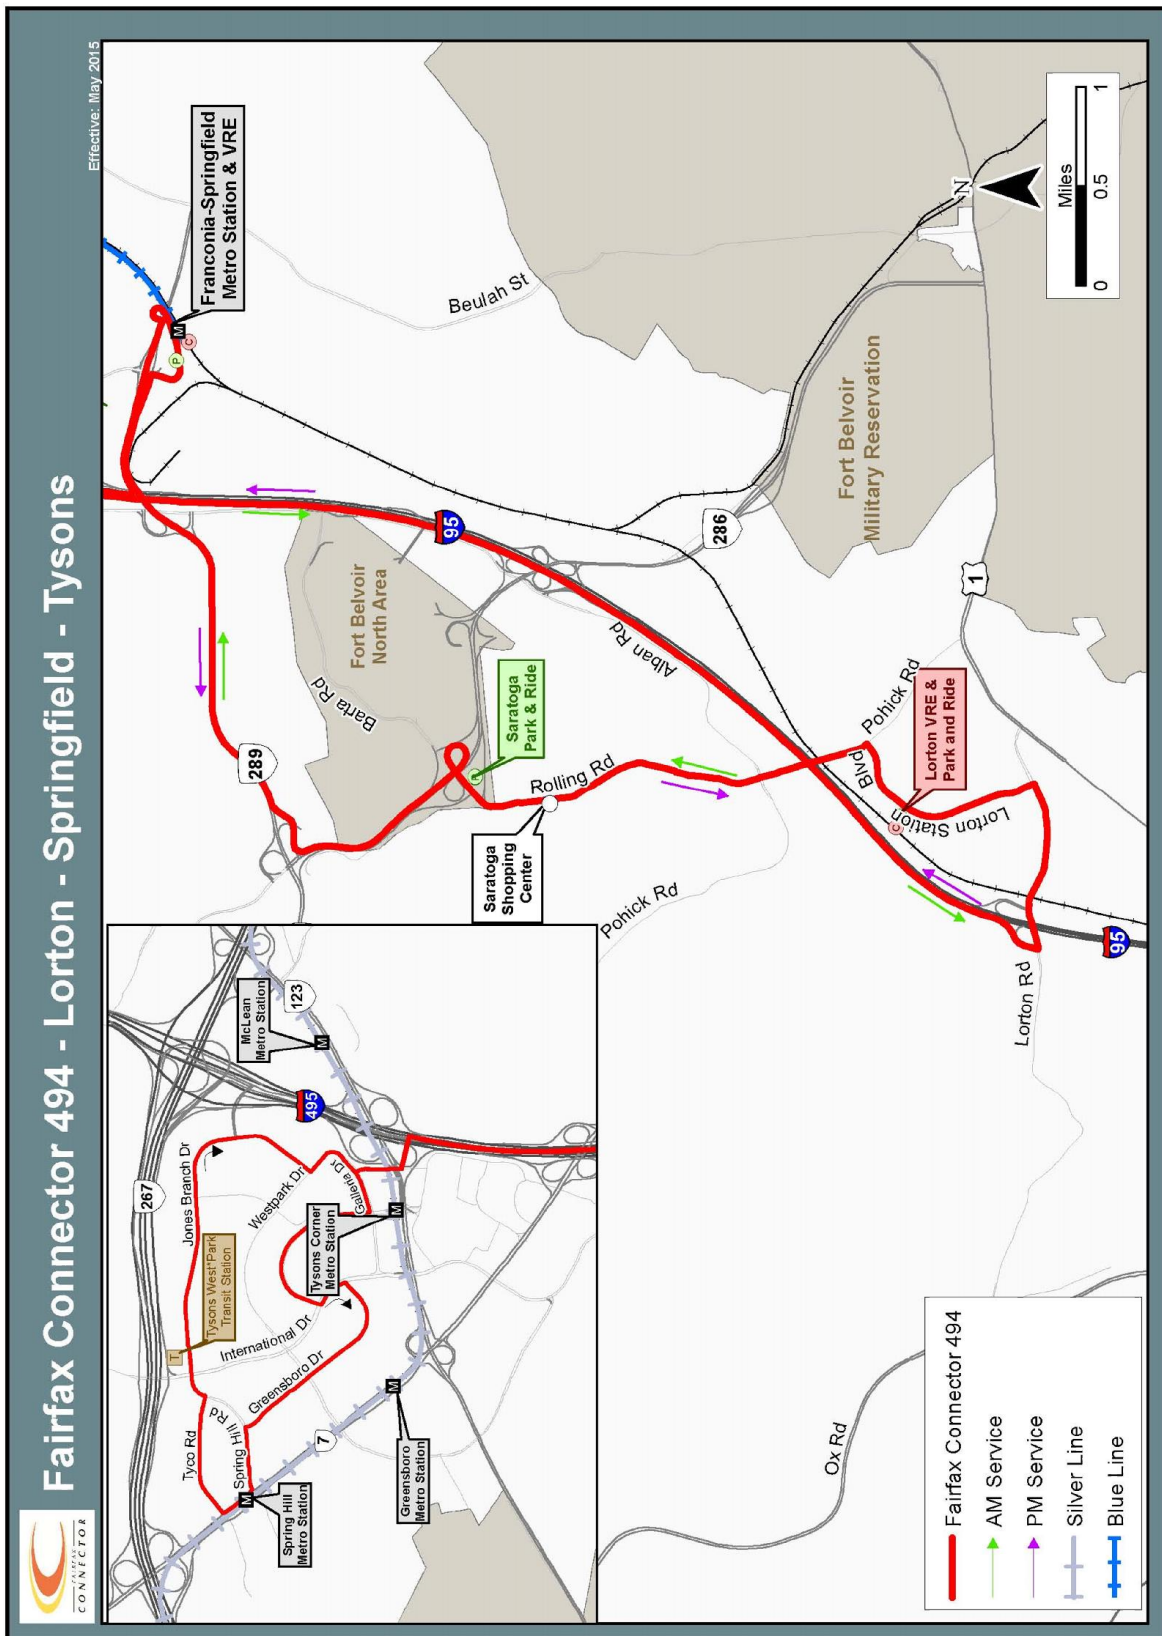 Fairfax Connector 494 - Lorton - Springfield - Tysons
FAIRFAX
CONNECTOR
Effective: May 2015
267
Jones Branch Dr
Tysons West*Park
Transit Station
Tyco Rd
Spring Hill Rd
International Dr
Greensboro Dr
Westpark Dr
Galleria Dr
Tysons Corner
Metro Station
McLean
Metro Station
123
495
7
Spring Hill
Metro Station
Greensboro
Metro Station
T
M
M
M
M
Franconia-Springfield
Metro Station & VRE
M
P
C
289
Barta Rd
Fort Belvoir
North Area
95
Beulah St
Saratoga
Park & Ride
P
Saratoga
Shopping
Center
Rolling Rd
Alban Rd
286
Fort Belvoir
Military Reservation
Pohick Rd
Pohick Rd
1
Lorton VRE &
Park and Ride
C
Lorton Station
Blvd
Lorton Rd
95
Ox Rd
N
Miles
0
0.5
1
Fairfax Connector 494
AM Service
PM Service
Silver Line
Blue Line